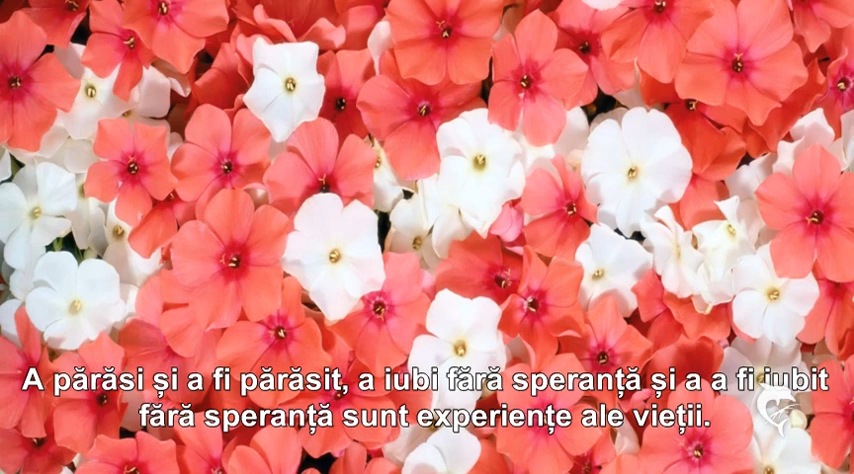 A părăsi și a fi părăsit, a iubi fără speranță și a a fi iubit
fără speranță sunt experiențe ale vieții.